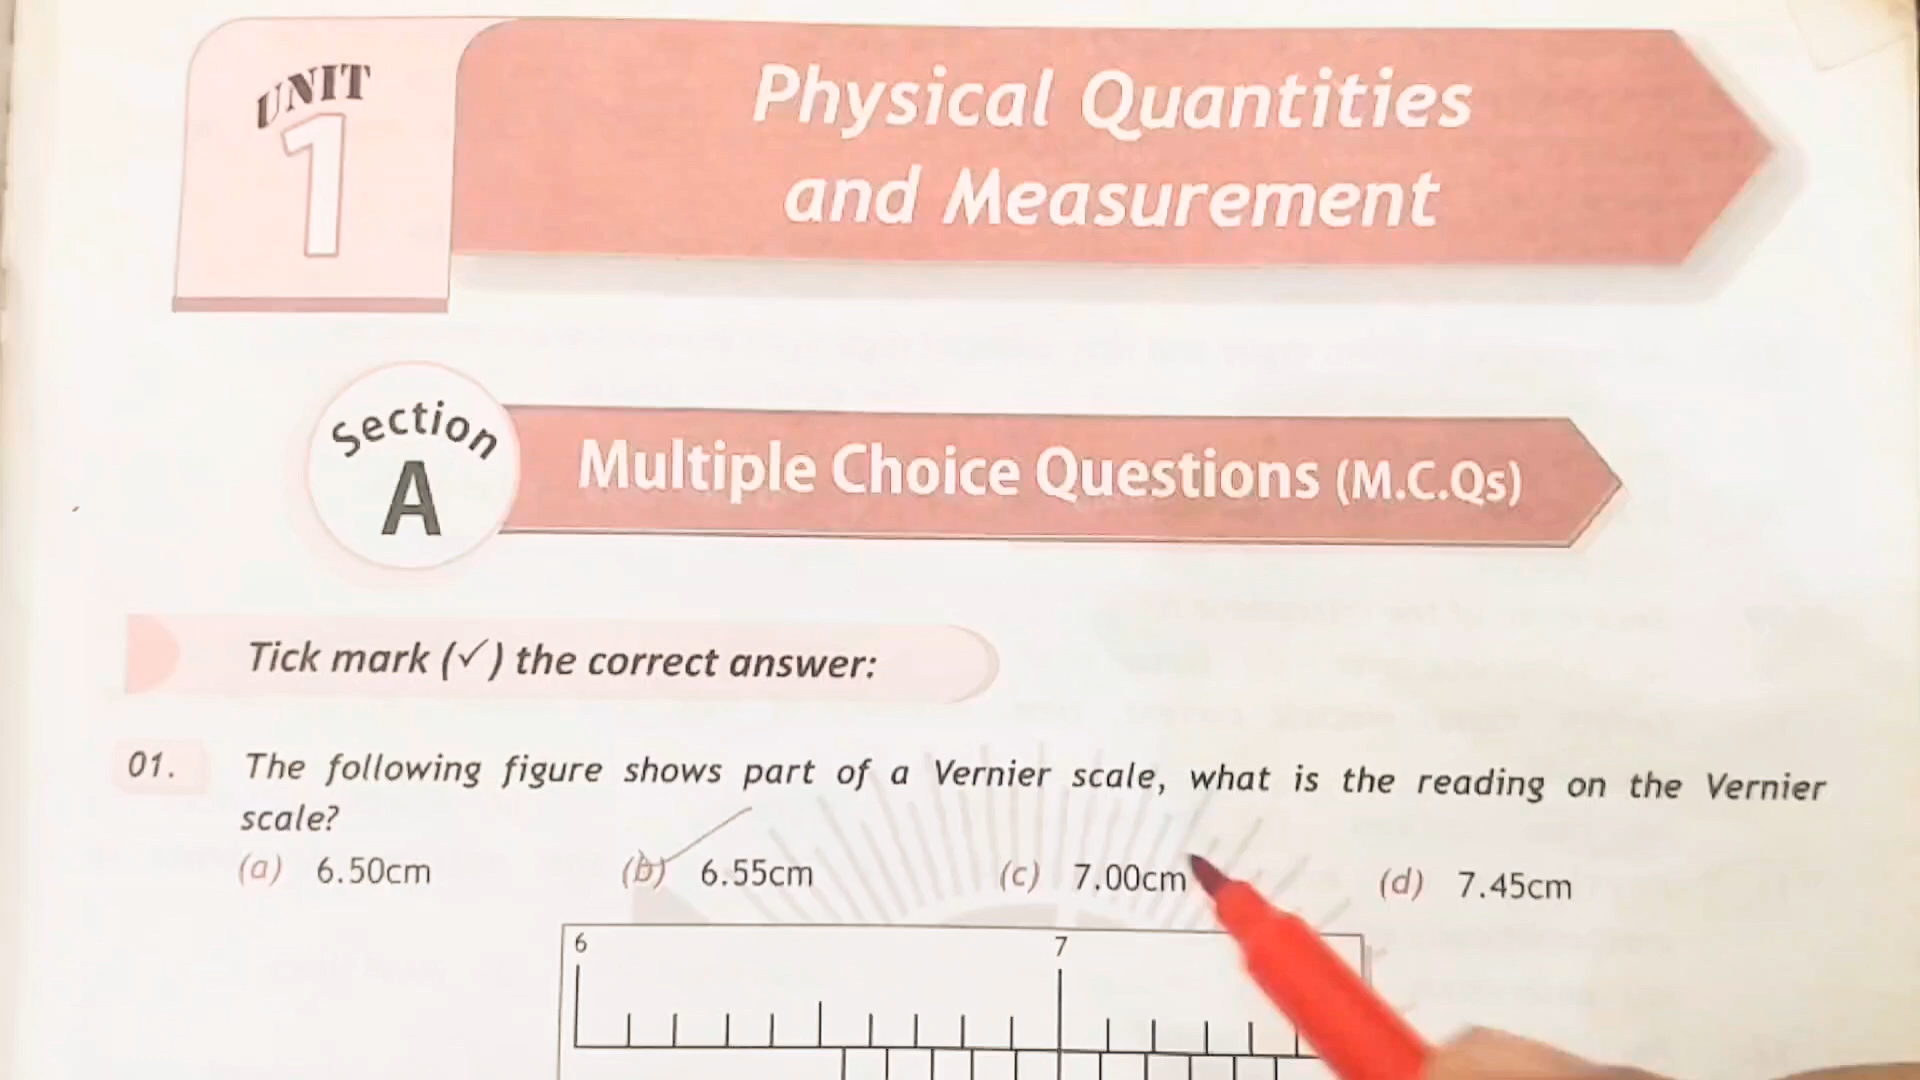 UNIT
1
Physical Quantities
and Measurement
Section
A
Multiple Choice Questions (M.C.Qs)
Tick mark (✓) the correct answer:
01. The following figure shows part of a Vernier scale, what is the reading on the Vernier
scale?
(a) 6.50cm (b) 6.55cm (c) 7.00cm (d) 7.45cm
6 7